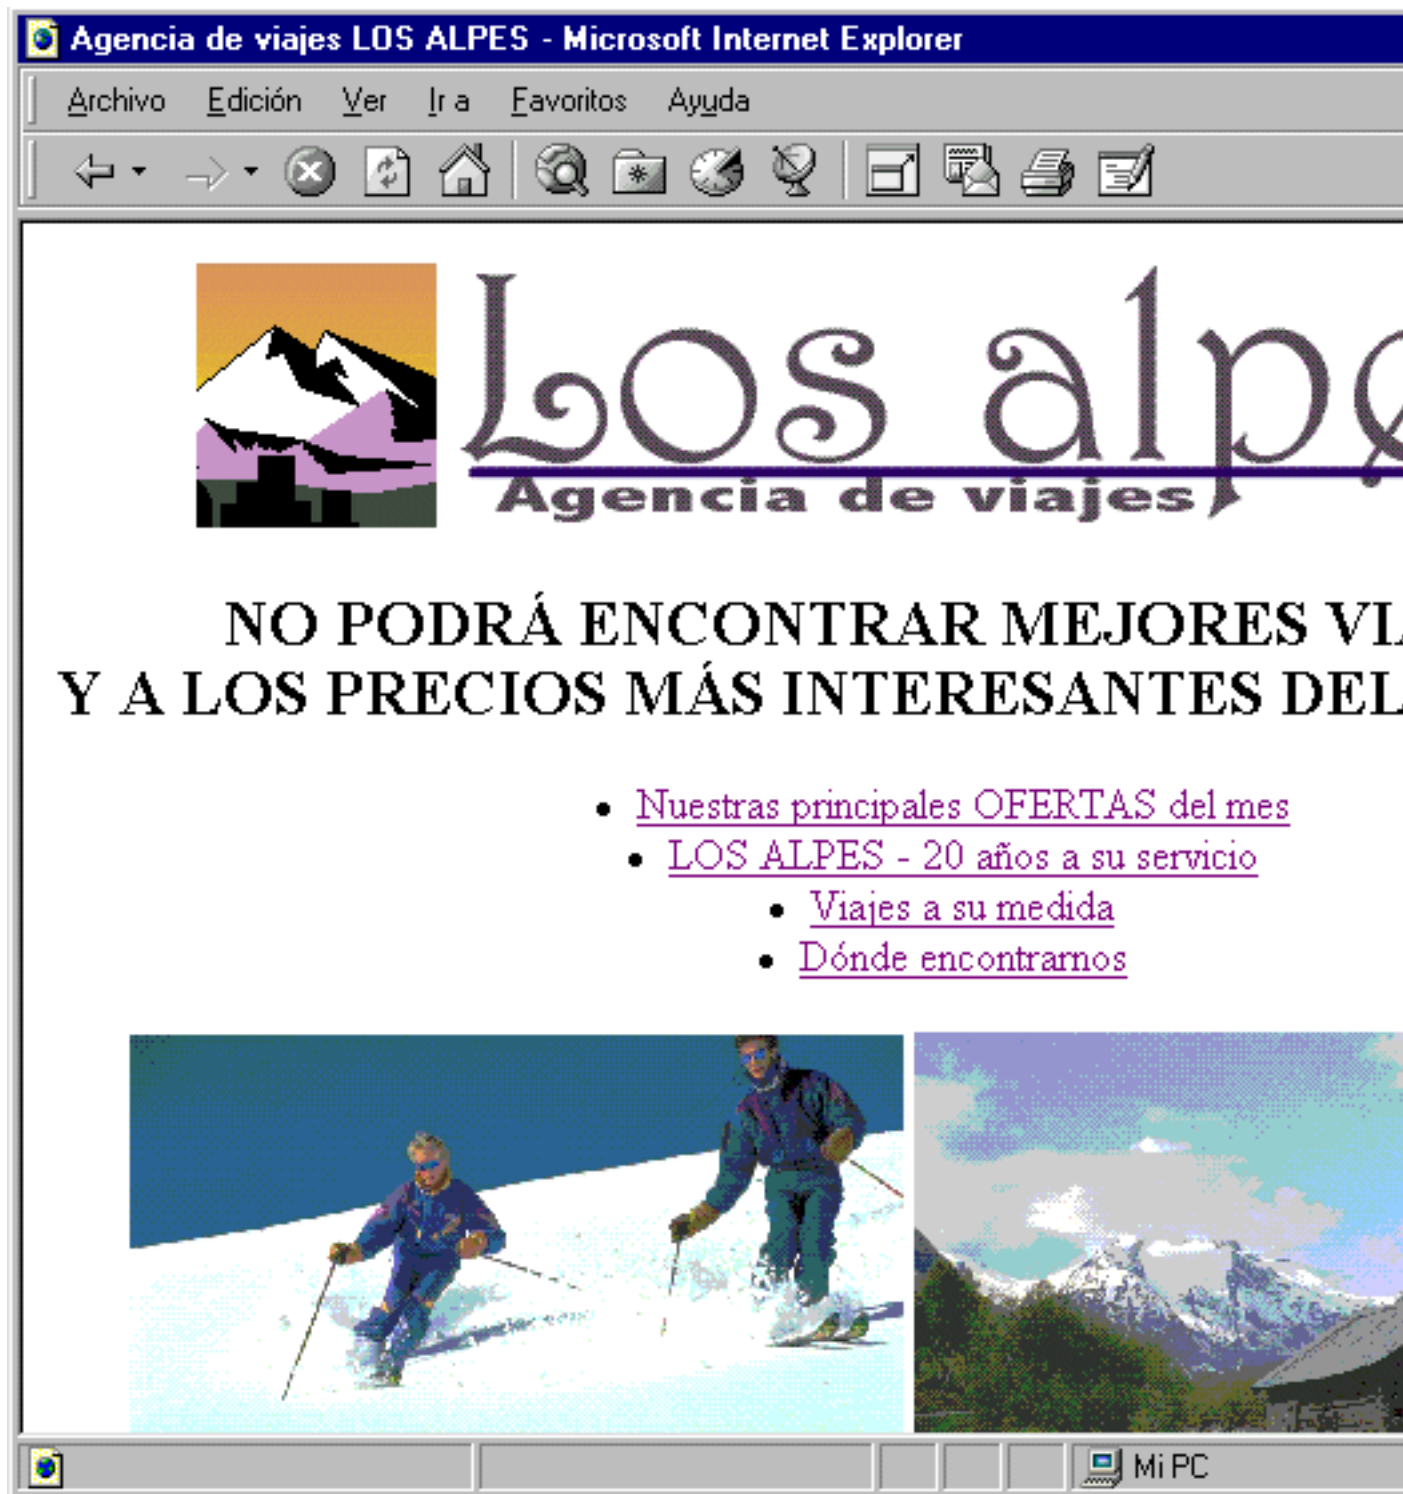 Agencia de viajes LOS ALPES - Microsoft Internet Explorer
Archivo Edición Ver Ir a Favoritos Ayuda
Los alpe
Agencia de viajes
NO PODRÁ ENCONTRAR MEJORES
Y A LOS PRECIOS MÁS INTERESANTES DEL
• Nuestras principales OFERTAS del mes
• LOS ALPES - 20 años a su servicio
• Viajes a su medida
• Dónde encontrarnos
Mi PC